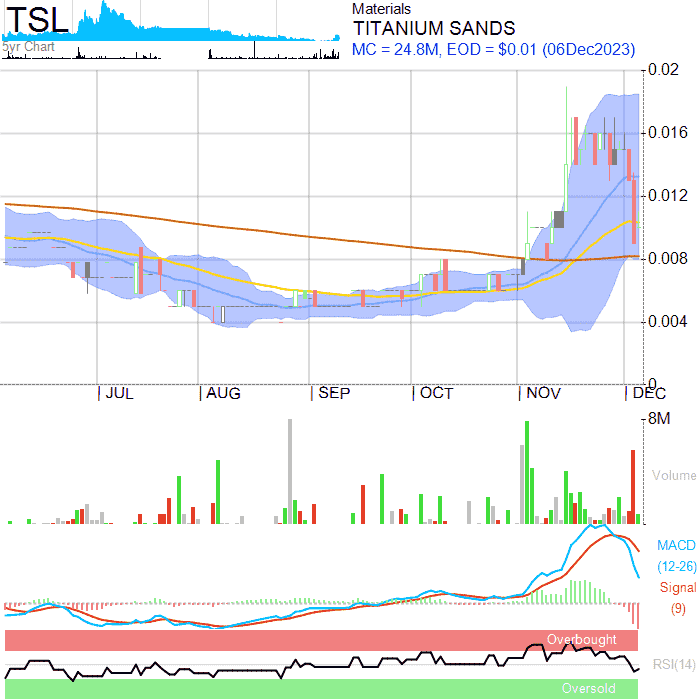 TSL
5yr Chart
Materials
TITANIUM SANDS
MC = 24.8M, EOD = $0.01 (06Dec2023)
0.02
0.016
0.012
0.008
0.004
0
JUL AUG SEP OCT NOV DEC
8M
Volume
MACD
(12-26)
Signal
(9)
Overbought
RSI(14)
Oversold